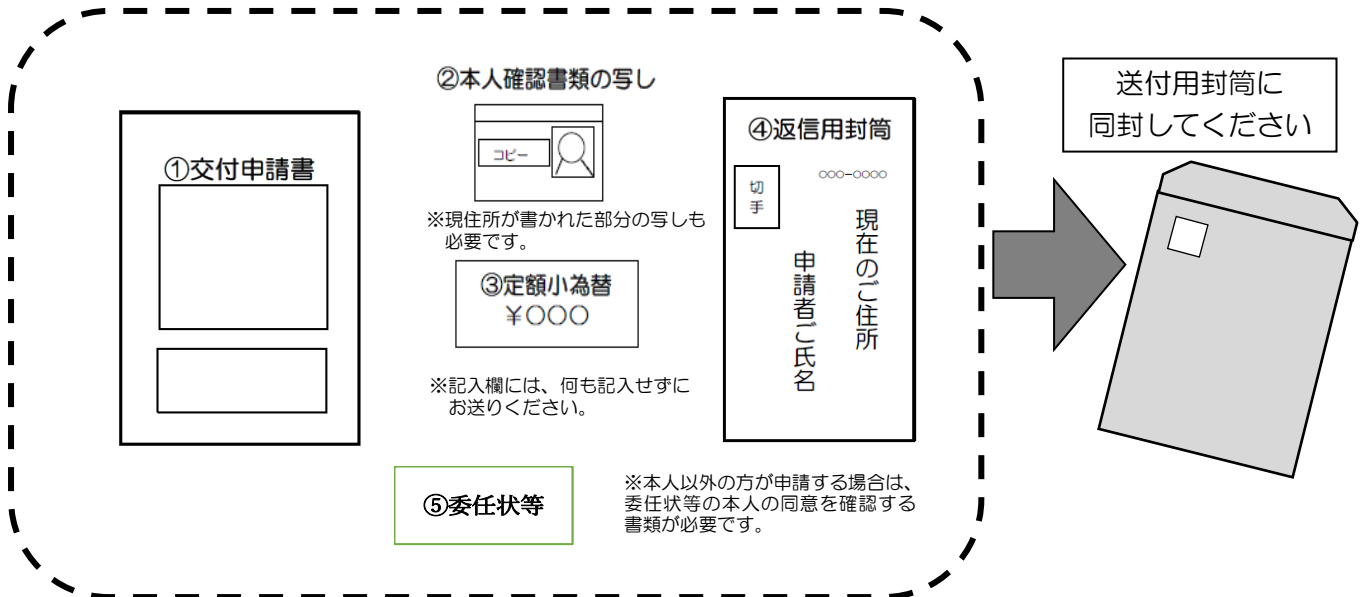 ①交付申請書
②本人確認書類の写し
コピー
※現住所が書かれた部分の写しも
必要です。
③定額小為替
￥〇〇〇
※記入欄には、何も記入せずに
お送りください。
④返信用封筒
切手
○○○-○○○○
現在のご住所
申請者ご氏名
⑤委任状等
※本人以外の方が申請する場合は、
委任状等の本人の同意を確認する
書類が必要です。
送付用封筒に
同封してください